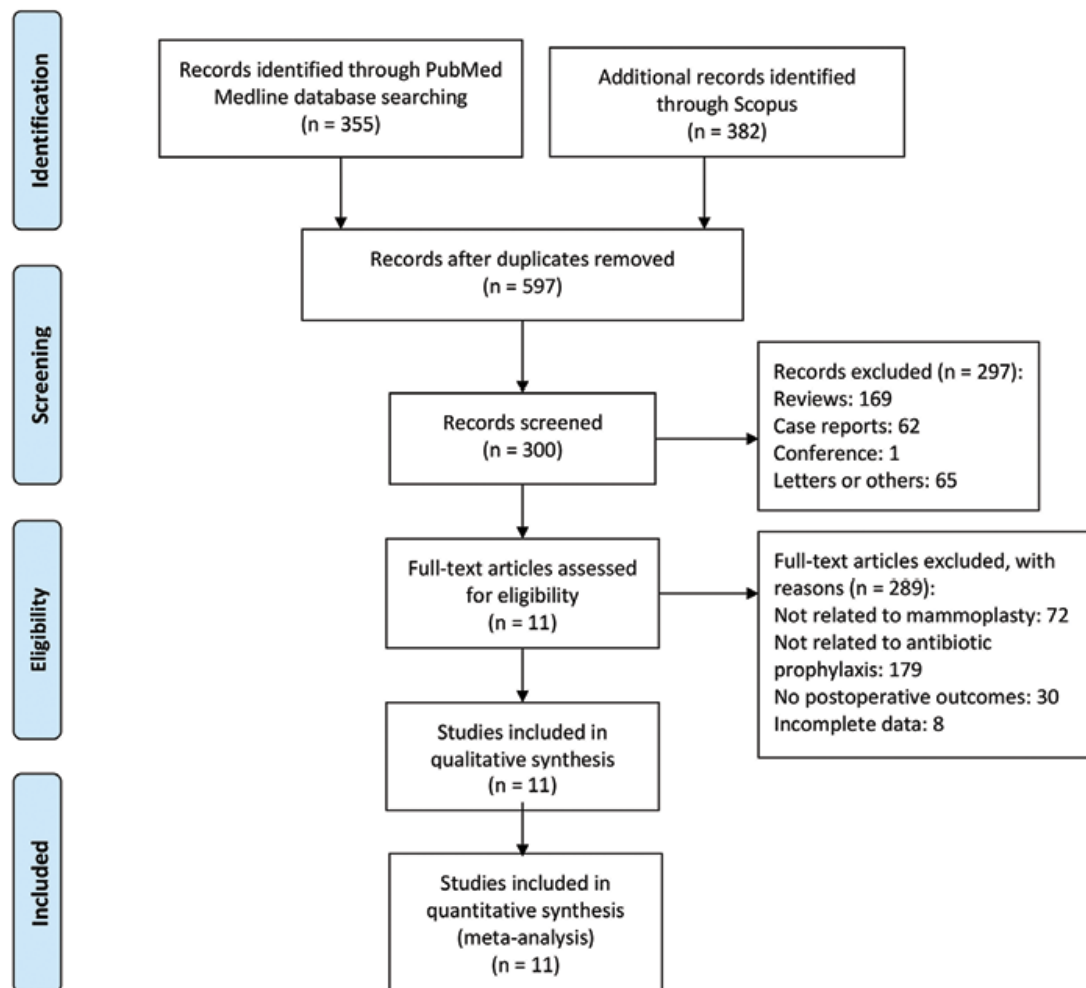 Identification
Records identified through PubMed
Medline database searching
(n = 355)
Additional records identified
through Scopus
(n = 382)
Records after duplicates removed
(n = 597)
Screening
Records screened
(n = 300)
Records excluded (n = 297):
Reviews: 169
Case reports: 62
Conference: 1
Letters or others: 65
Eligibility
Full-text articles assessed
for eligibility
(n = 11)
Full-text articles excluded, with
reasons (n = 289):
Not related to mammoplasty: 72
Not related to antibiotic
prophylaxis: 179
No postoperative outcomes: 30
Incomplete data: 8
Studies included in
qualitative synthesis
(n = 11)
Included
Studies included in
quantitative synthesis
(meta-analysis)
(n = 11)